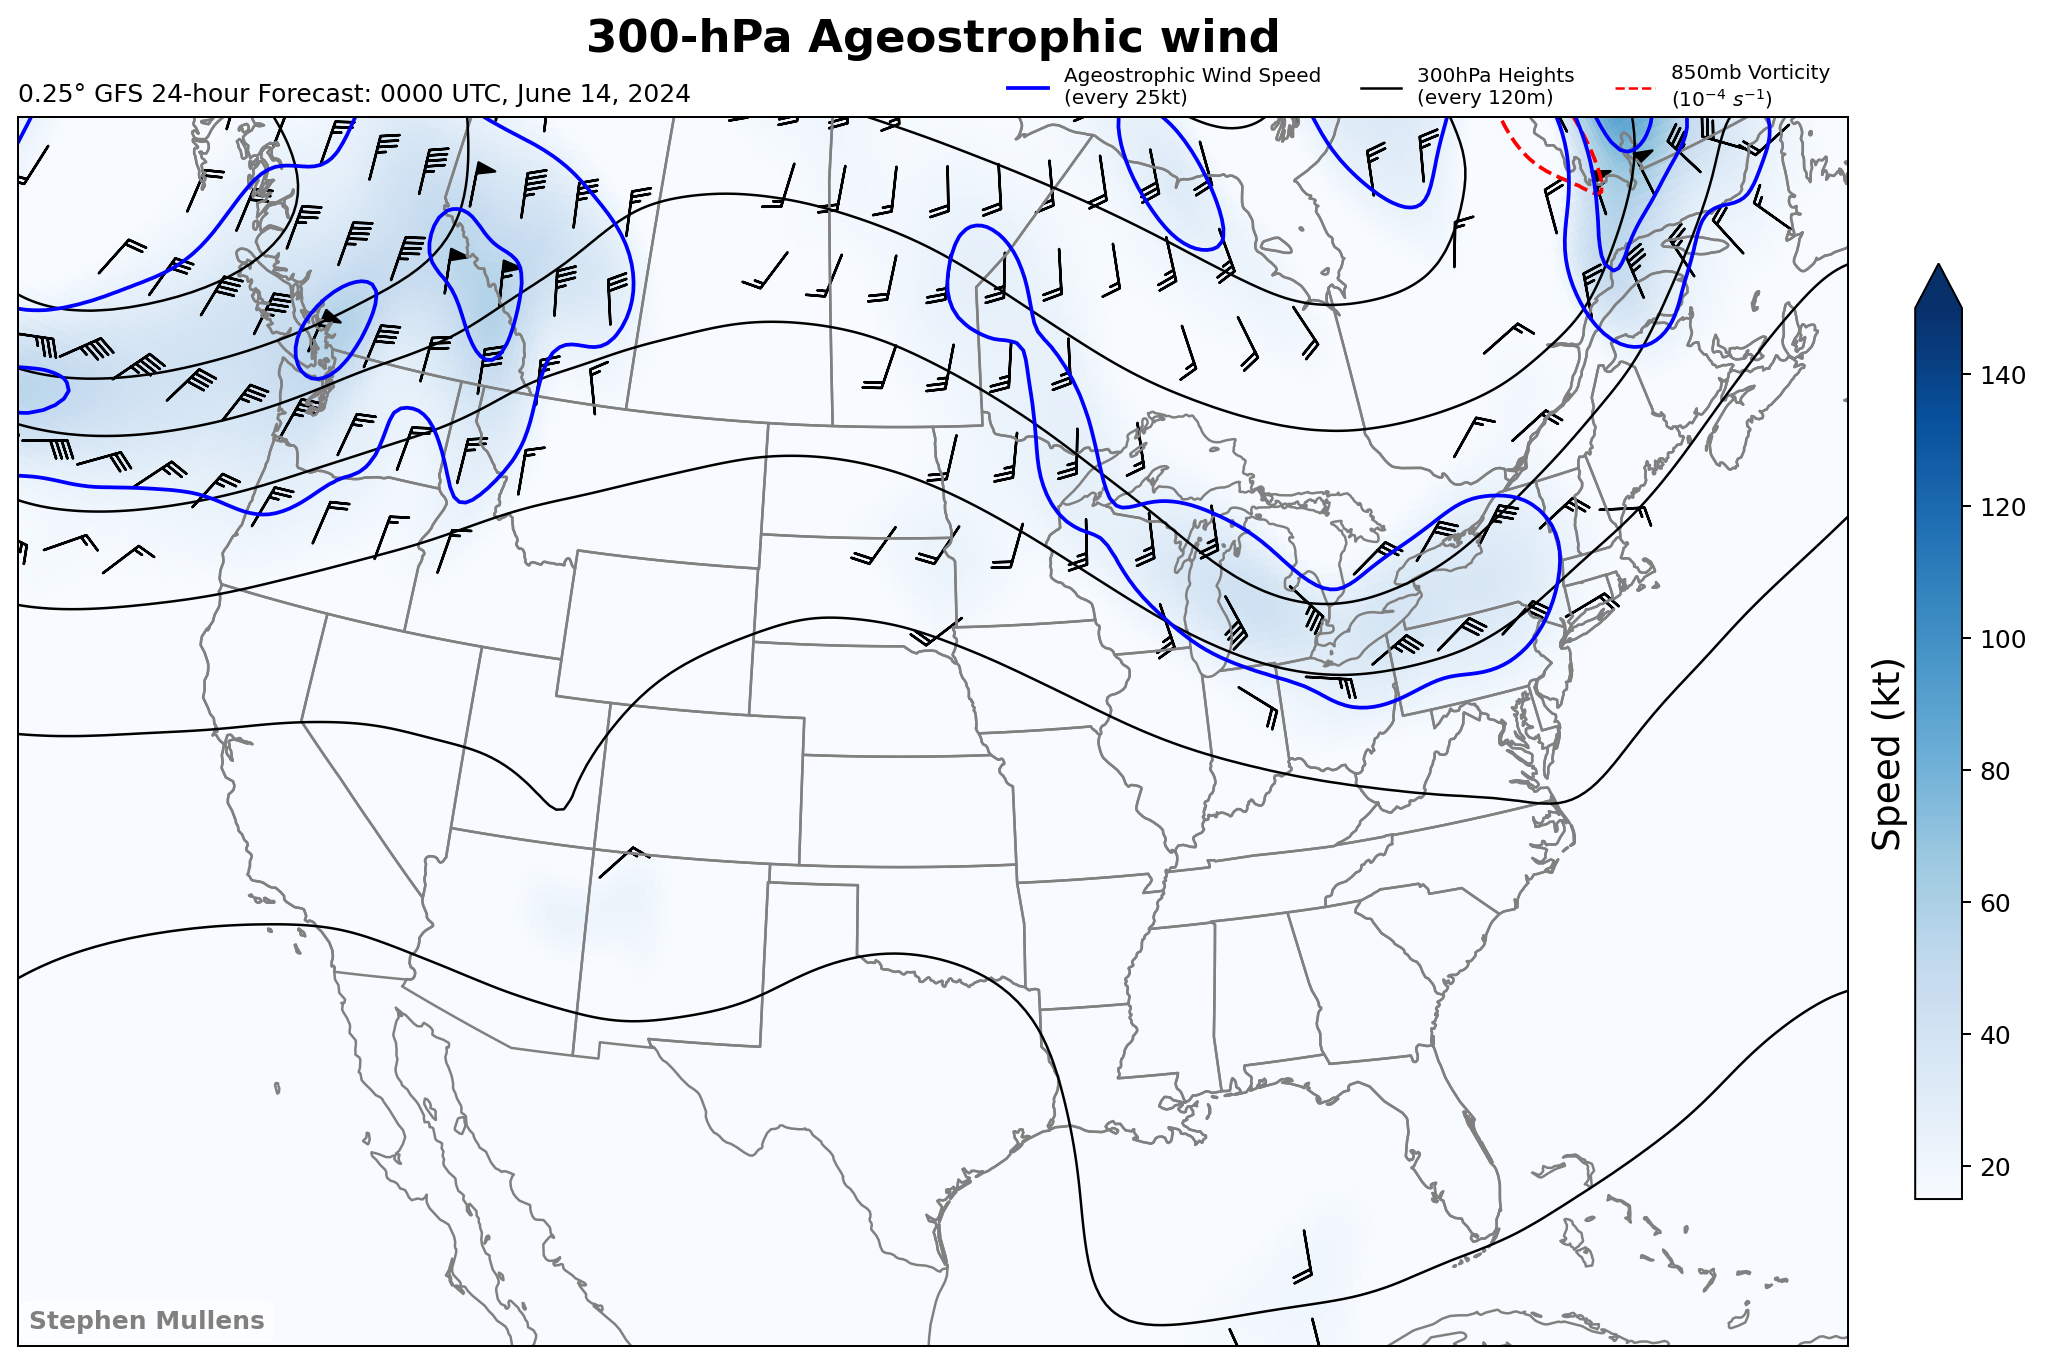 300-hPa Ageostrophic wind
0.25° GFS 24-hour Forecast: 0000 UTC, June 14, 2024
Ageostrophic Wind Speed
(every 25kt)
300hPa Heights
(every 120m)
850mb Vorticity
(10⁻⁴ s⁻¹)
140
120
100
80
60
40
20
Speed (kt)
Stephen Mullens